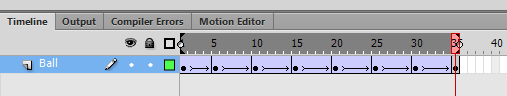 Timeline Output Compiler Errors Motion Editor
5 10 15 20 25 30 35 40
Ball